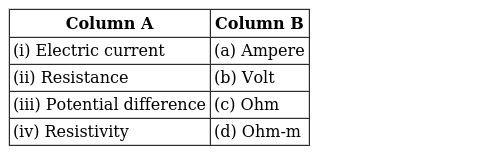 Column A Column B
(i) Electric current (a) Ampere
(ii) Resistance (b) Volt
(iii) Potential difference (c) Ohm
(iv) Resistivity (d) Ohm-m